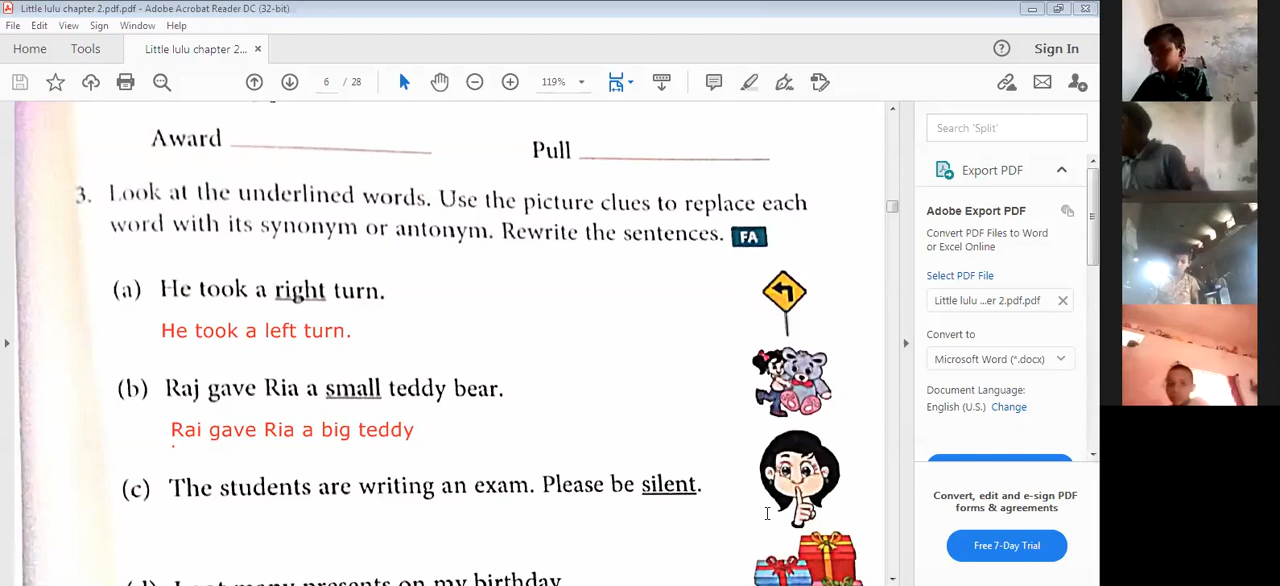 Little lulu chapter 2.pdf.pdf - Adobe Acrobat Reader DC (32-bit)
File Edit View Sign Window Help
Home Tools Little lulu chapter 2... × Sign In
6 / 28 119%
Award Pull
3. Look at the underlined words. Use the picture clues to replace each
word with its synonym or antonym. Rewrite the sentences. FA
(a) He took a right turn.
He took a left turn.
(b) Raj gave Ria a small teddy bear.
Rai gave Ria a big teddy
(c) The students are writing an exam. Please be silent.
many presents on my birthday
Search 'Split'
Export PDF
Adobe Export PDF
Convert PDF Files to Word
or Excel Online
Select PDF File
Little lulu ...er 2.pdf.pdf
Convert to
Microsoft Word (*.docx)
Document Language:
English (U.S.) Change
Convert, edit and e-sign PDF
forms & agreements
Free 7-Day Trial